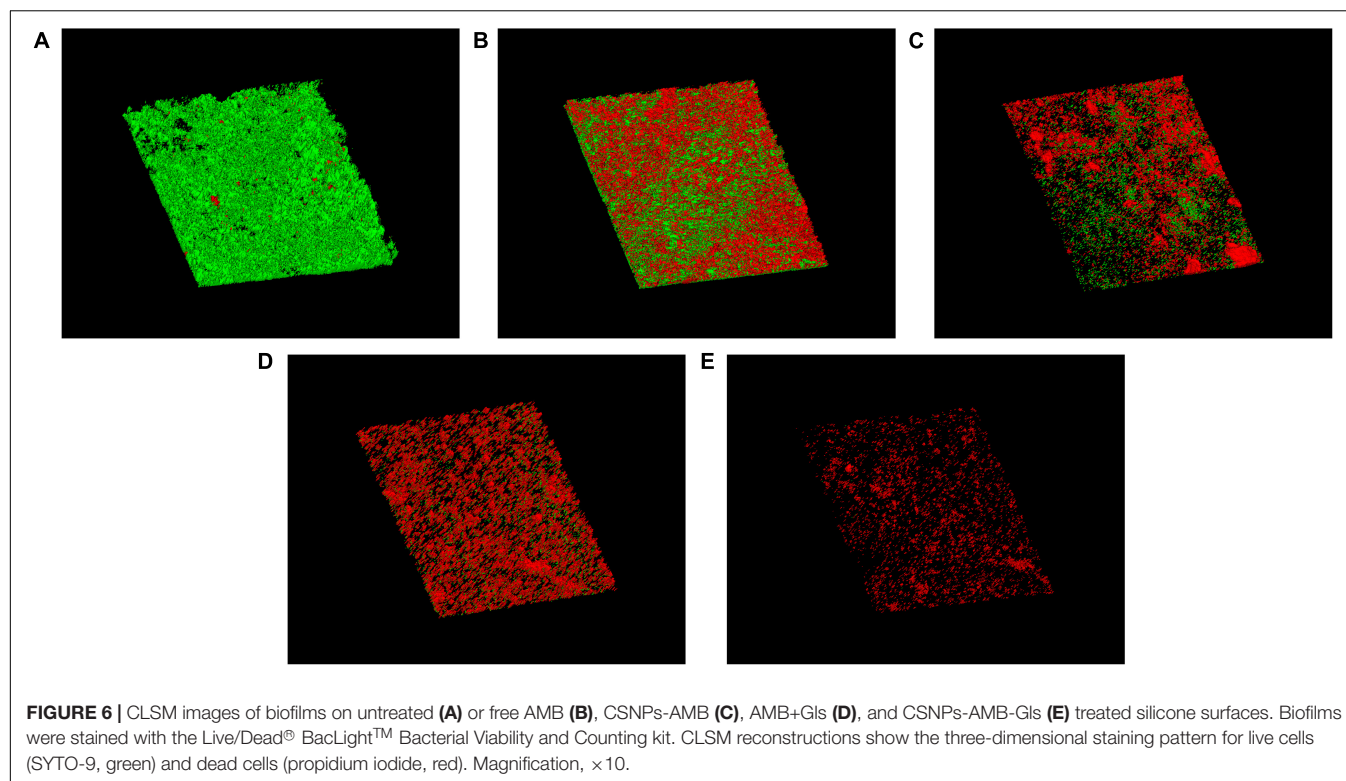 A
B
C
D
E
FIGURE 6 | CLSM images of biofilms on untreated (A) or free AMB (B), CSNPs-AMB (C), AMB+Gls (D), and CSNPs-AMB-Gls (E) treated silicone surfaces. Biofilms
were stained with the Live/Dead® BacLight™ Bacterial Viability and Counting kit. CLSM reconstructions show the three-dimensional staining pattern for live cells
(SYTO-9, green) and dead cells (propidium iodide, red). Magnification, ×10.